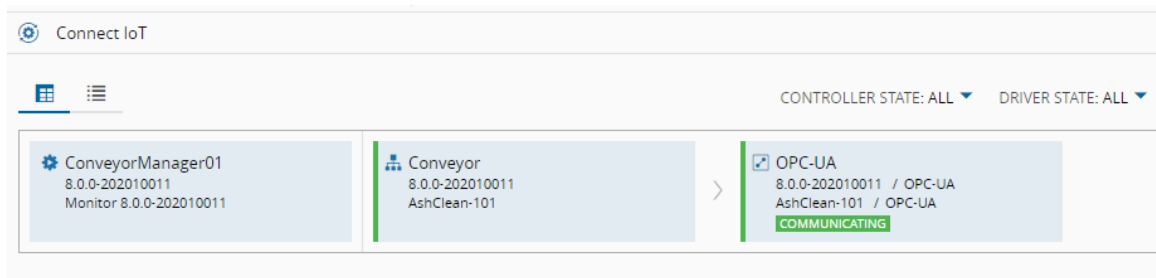 Connect IoT
CONTROLLER STATE: ALL DRIVER STATE: ALL
ConveyorManager01
8.0.0-202010011
Monitor 8.0.0-202010011
Conveyor
8.0.0-202010011
AshClean-101
OPC-UA
8.0.0-202010011 / OPC-UA
AshClean-101 / OPC-UA
COMMUNICATING